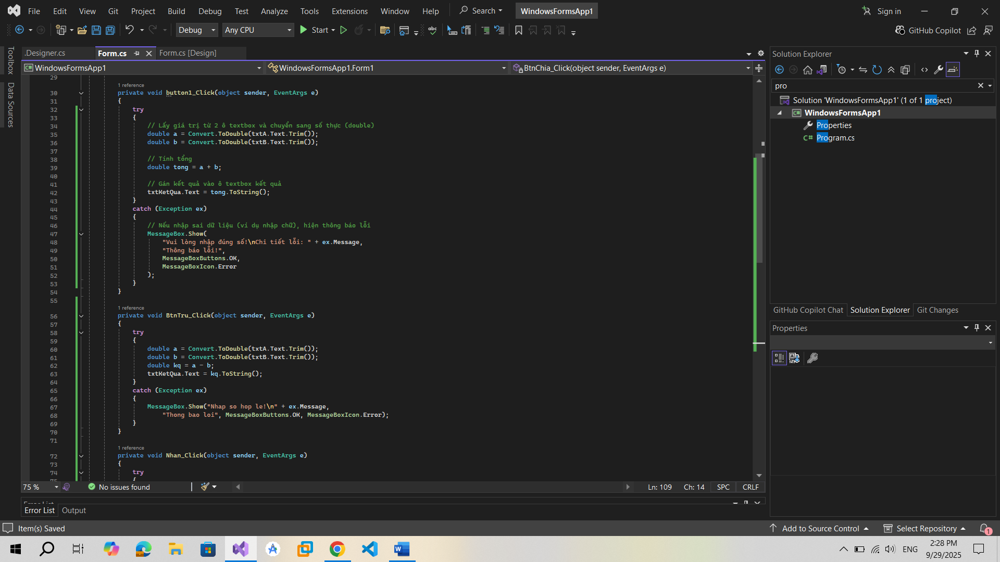 File Edit View Git Project Build Debug Test Analyze Tools Extensions Window Help Search WindowsFormsApp1 Sign in
Debug Any CPU Start GitHub Copilot
Toolbox
Data Sources
.Designer.cs Form.cs Form.cs [Design]
WindowsFormsApp1 WindowsFormsApp1.Form1 BtnChia_Click(object sender, EventArgs e)
29
1 reference
30 private void button1_Click(object sender, EventArgs e)
31 {
32 try
33 {
34 // Lấy giá trị từ 2 ô textbox và chuyển sang số thực (double)
35 double a = Convert.ToDouble(txtA.Text.Trim());
36 double b = Convert.ToDouble(txtB.Text.Trim());
37
38 // Tính tổng
39 double tong = a + b;
40
41 // Gán kết quả vào ô textbox kết quả
42 txtKetQua.Text = tong.ToString();
43 }
44 catch (Exception ex)
45 {
46 // Nếu nhập sai dữ liệu (ví dụ nhập chữ), hiện thông báo lỗi
47 MessageBox.Show(
48 "Vui lòng nhập đúng số!\nChi tiết lỗi: " + ex.Message,
49 "Thông báo lỗi!",
50 MessageBoxButtons.OK,
51 MessageBoxIcon.Error
52 );
53 }
54 }
55
1 reference
56 private void BtnTru_Click(object sender, EventArgs e)
57 {
58 try
59 {
60 double a = Convert.ToDouble(txtA.Text.Trim());
61 double b = Convert.ToDouble(txtB.Text.Trim());
62 double kq = a - b;
63 txtKetQua.Text = kq.ToString();
64 }
65 catch (Exception ex)
66 {
67 MessageBox.Show("Nhap so hop le!\n" + ex.Message,
68 "Thong bao loi", MessageBoxButtons.OK, MessageBoxIcon.Error);
69 }
70 }
71
1 reference
72 private void Nhan_Click(object sender, EventArgs e)
73 {
74 try
75 {
75 % No issues found Ln: 109 Ch: 14 SPC CRLF
Error List
Error List Output
Solution Explorer
pro
Solution 'WindowsFormsApp1' (1 of 1 project)
WindowsFormsApp1
Properties
C# Program.cs
GitHub Copilot Chat Solution Explorer Git Changes
Properties
Item(s) Saved Add to Source Control Select Repository 1
ENG 2:28 PM
9/29/2025